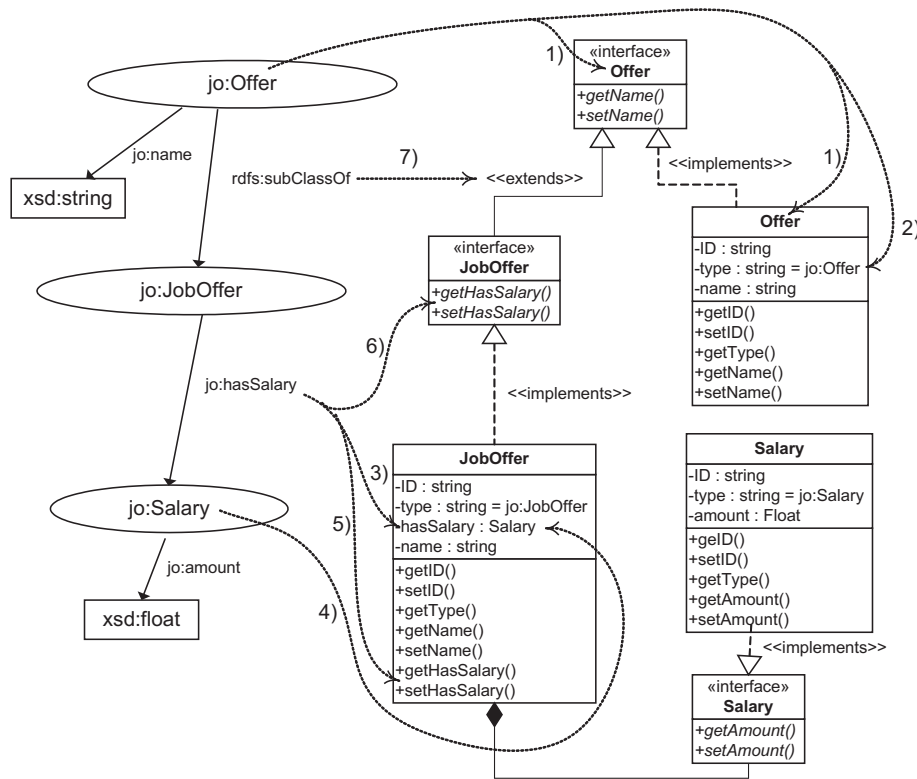 jo:Offer
jo:name
xsd:string
rdfs:subClassOf
7)
<<extends>>
jo:JobOffer
jo:hasSalary
jo:Salary
jo:amount
xsd:float
1)
«interface»
Offer
+getName()
+setName()
<<implements>>
1)
2)
Offer
-ID : string
-type : string = jo:Offer
-name : string
+getID()
+setID()
+getType()
+getName()
+setName()
«interface»
JobOffer
+getHasSalary()
+setHasSalary()
6)
<<implements>>
3)
5)
4)
JobOffer
-ID : string
-type : string = jo:JobOffer
-hasSalary : Salary
-name : string
+getID()
+setID()
+getType()
+getName()
+setName()
+getHasSalary()
+setHasSalary()
Salary
-ID : string
-type : string = jo:Salary
-amount : Float
+geID()
+setID()
+getType()
+getAmount()
+setAmount()
<<implements>>
«interface»
Salary
+getAmount()
+setAmount()